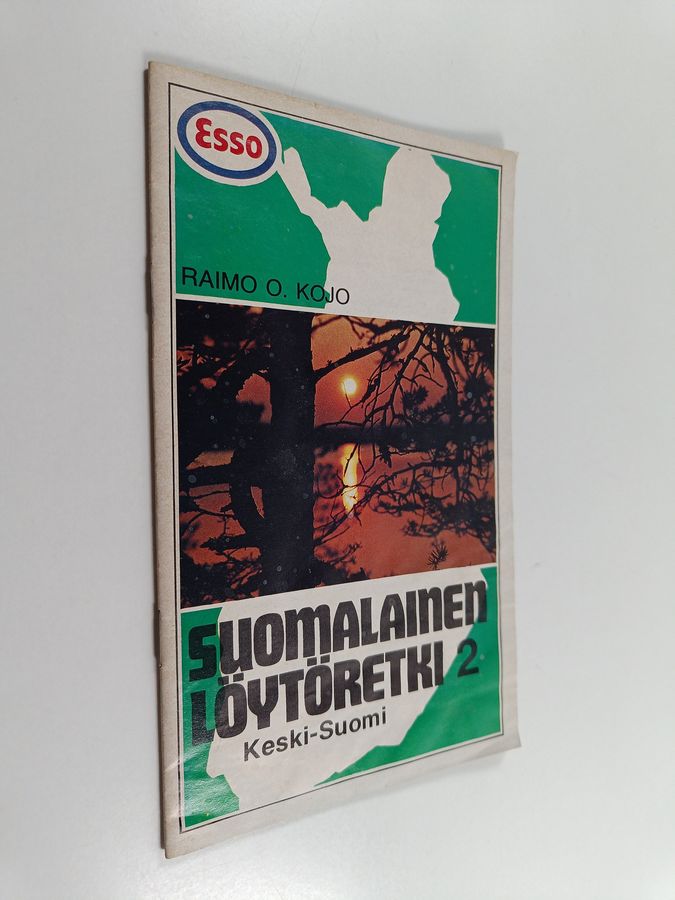 Esso
RAIMO O. KOJO
SUOMALAINEN
LÖYTÖRETKI 2
Keski-Suomi